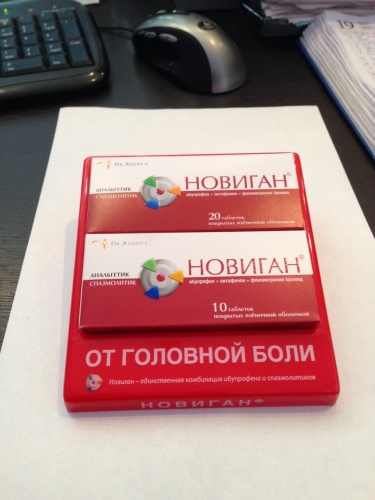 19
DR.REDDY'S
АНАЛЬГЕТИК
СПАЗМОЛИТИК
НОВИГАН®
ибупрофен + питофенон + фенпивериния бромид
20 таблеток
покрытых плёночной оболочкой
DR.REDDY'S
АНАЛЬГЕТИК
СПАЗМОЛИТИК
НОВИГАН®
ибупрофен + питофенон + фенпивериния бромид
10 таблеток
покрытых плёночной оболочкой
ОТ ГОЛОВНОЙ БОЛИ
Новиган – единственная комбинация ибупрофена и спазмолитиков
НОВИГАН®